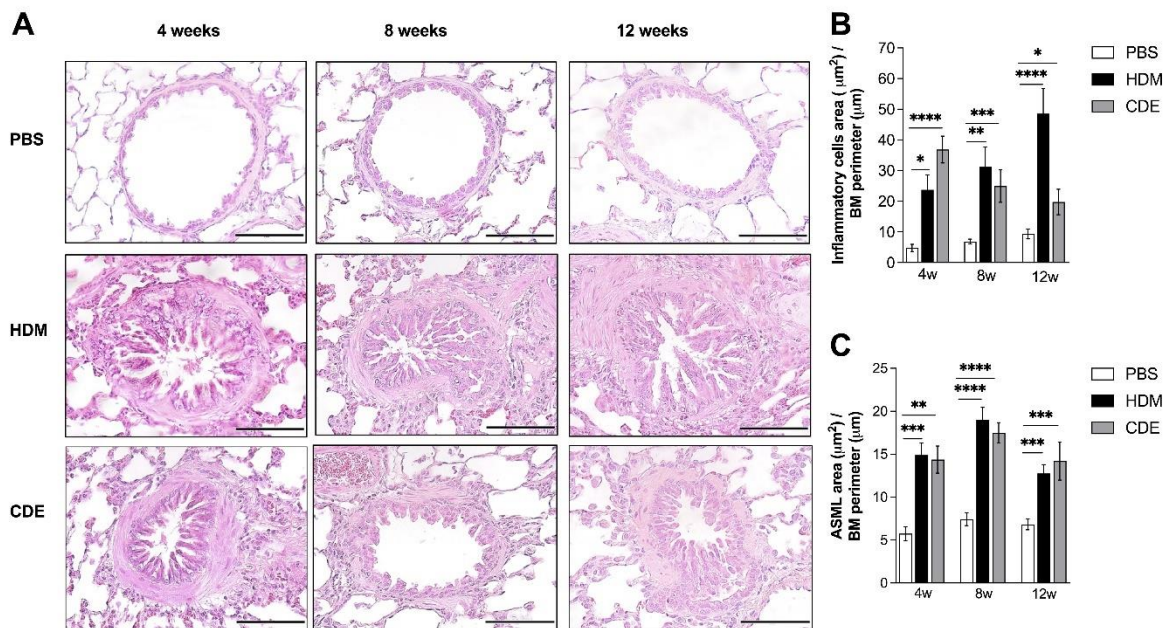 A
4 weeks
8 weeks
12 weeks
PBS
HDM
CDE
B
Inflammatory cells area (μm²) /
BM perimeter (μm)
70
60
50
40
30
20
10
0
****
*
***
**
*
****
4w
8w
12w
PBS
HDM
CDE
C
ASML area (μm²) /
BM perimeter (μm)
25
20
15
10
5
0
**
***
****
****
***
***
4w
8w
12w
PBS
HDM
CDE